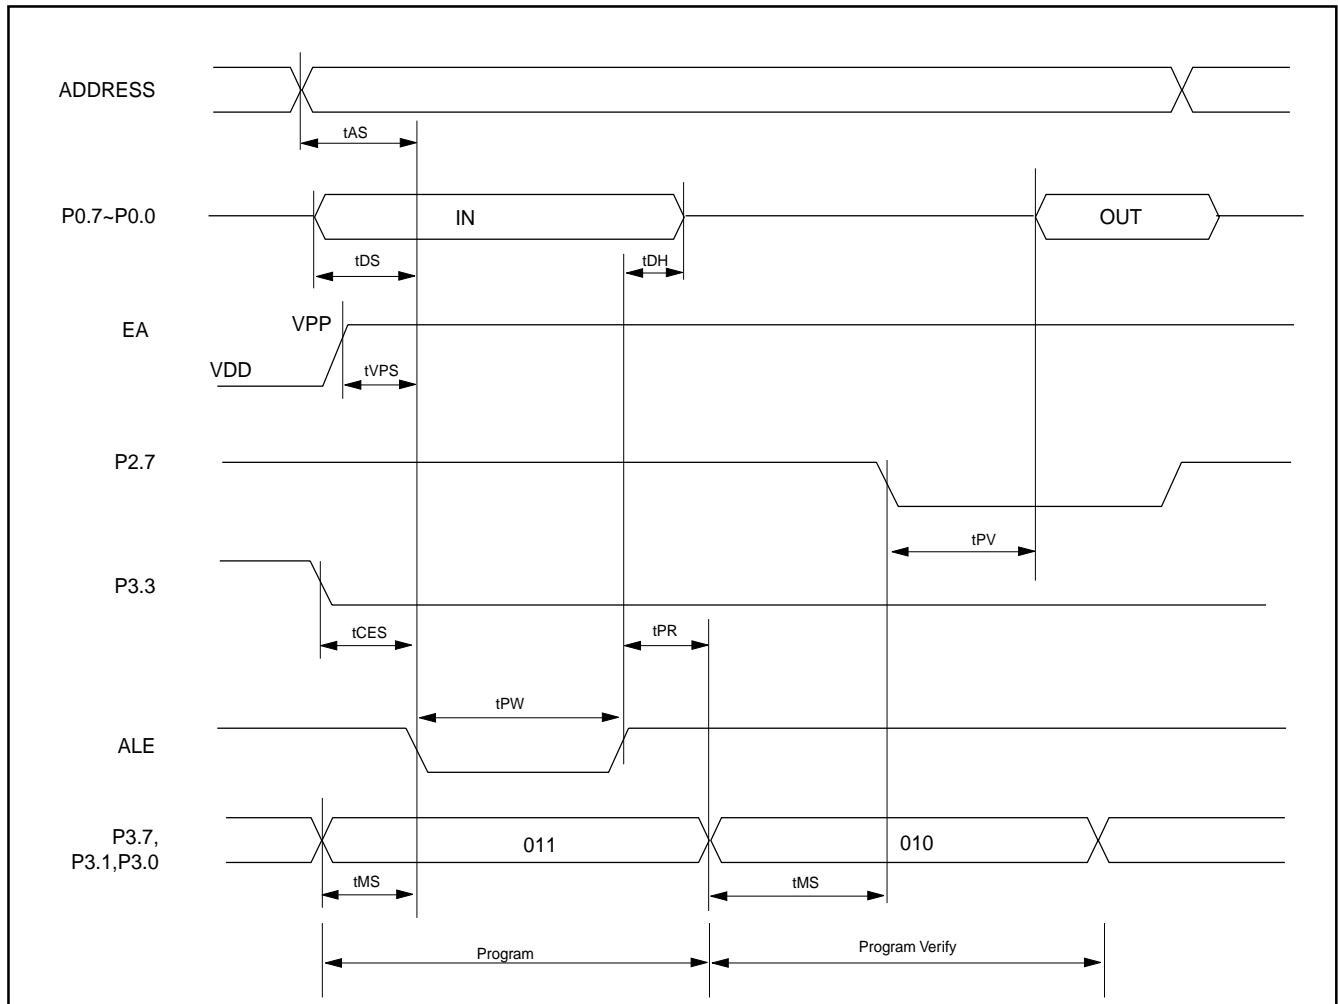 ADDRESS
tAS
P0.7~P0.0
IN
OUT
tDS
tDH
EA
VPP
VDD
tVPS
P2.7
tPV
P3.3
tCES
tPR
tPW
ALE
P3.7,
P3.1,P3.0
011
010
tMS
tMS
Program
Program Verify